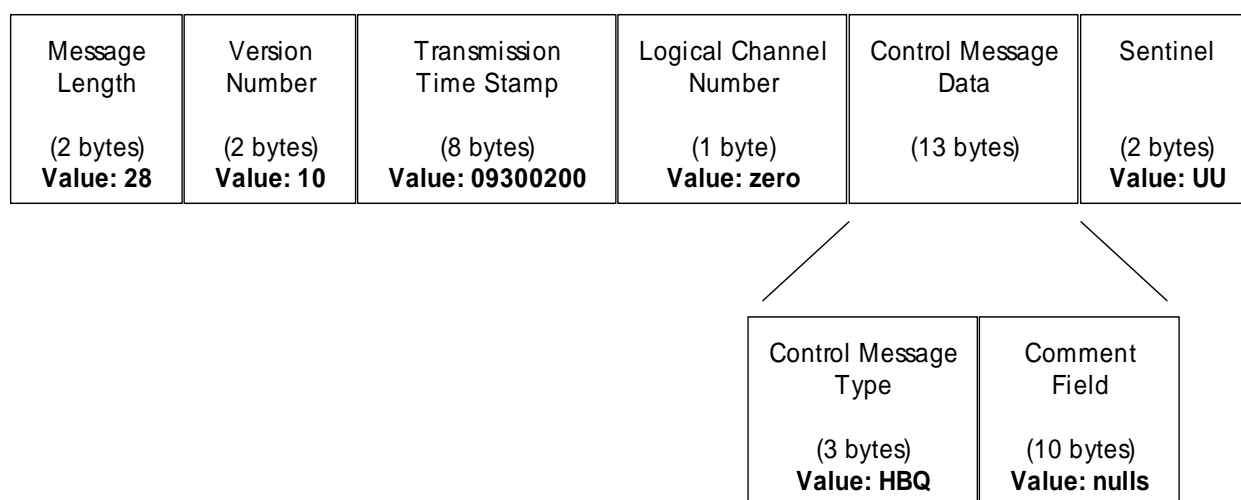 Message
Length
(2 bytes)
Value: 28
Version
Number
(2 bytes)
Value: 10
Transmission
Time Stamp
(8 bytes)
Value: 09300200
Logical Channel
Number
(1 byte)
Value: zero
Control Message
Data
(13 bytes)
Sentinel
(2 bytes)
Value: UU
Control Message
Type
(3 bytes)
Value: HBQ
Comment
Field
(10 bytes)
Value: nulls